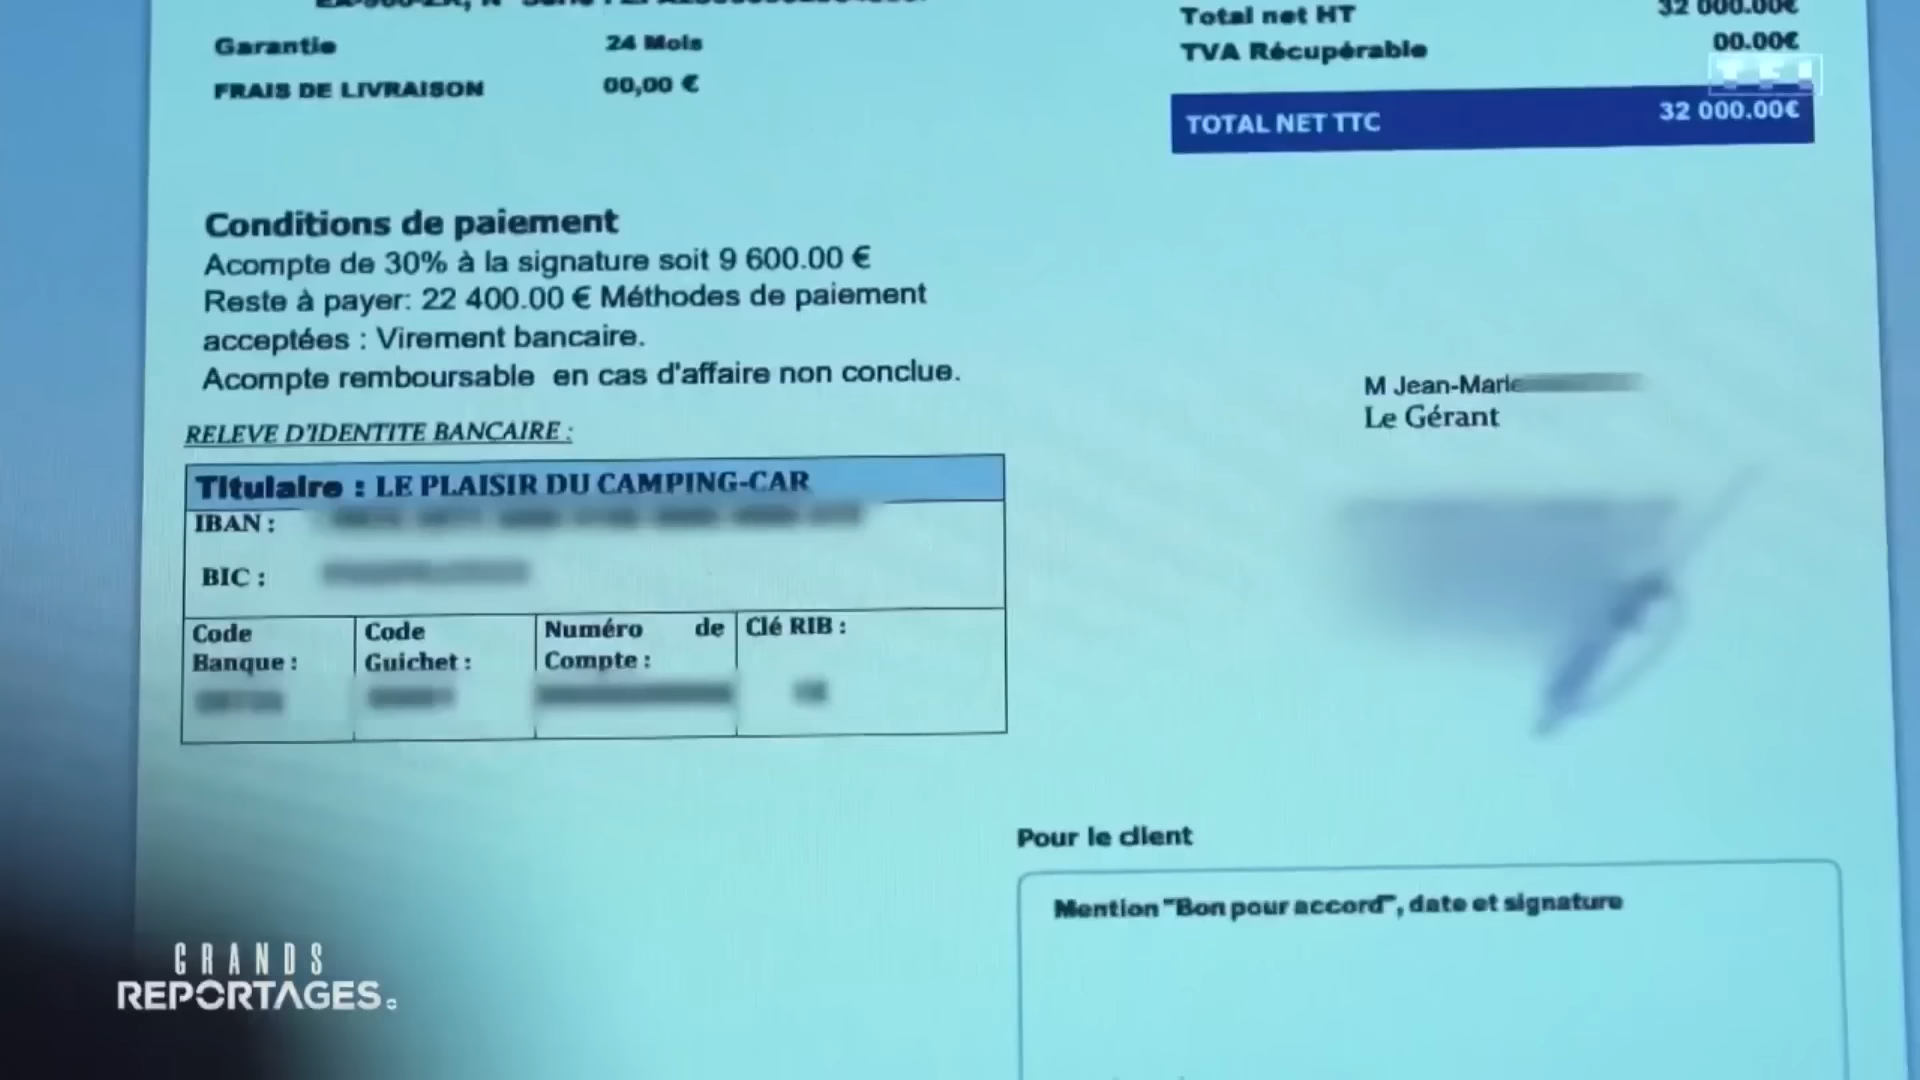 Garantie 24 Mois
FRAIS DE LIVRAISON 00,00 €
Total net HT 32 000.00€
TVA Récupérable 00.00€
TF1
TOTAL NET TTC 32 000.00€
Conditions de paiement
Acompte de 30% à la signature soit 9 600.00 €
Reste à payer: 22 400.00 € Méthodes de paiement
acceptées : Virement bancaire.
Acompte remboursable en cas d'affaire non conclue.
M Jean-Marie
Le Gérant
RELEVE D'IDENTITE BANCAIRE :
Titulaire : LE PLAISIR DU CAMPING-CAR
IBAN :
BIC :
Code Banque :
Code Guichet :
Numéro de Compte :
Clé RIB :
Pour le client
Mention "Bon pour accord", date et signature
GRANDS
REPORTAGES.